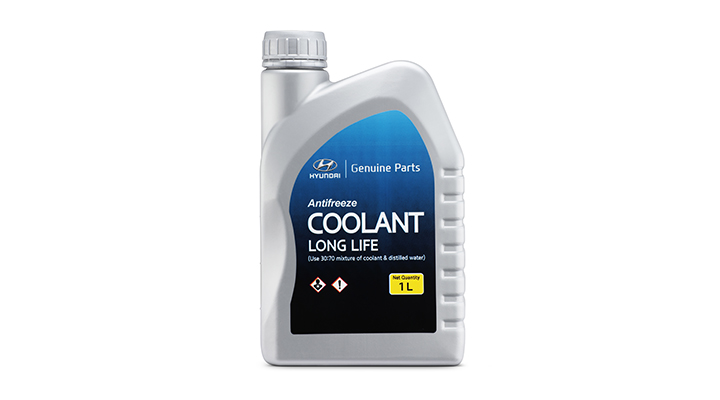 HYUNDAI
Genuine Parts
Antifreeze
COOLANT
LONG LIFE
(Use 30:70 mixture of coolant & distilled water)
Net Quantity
1 L